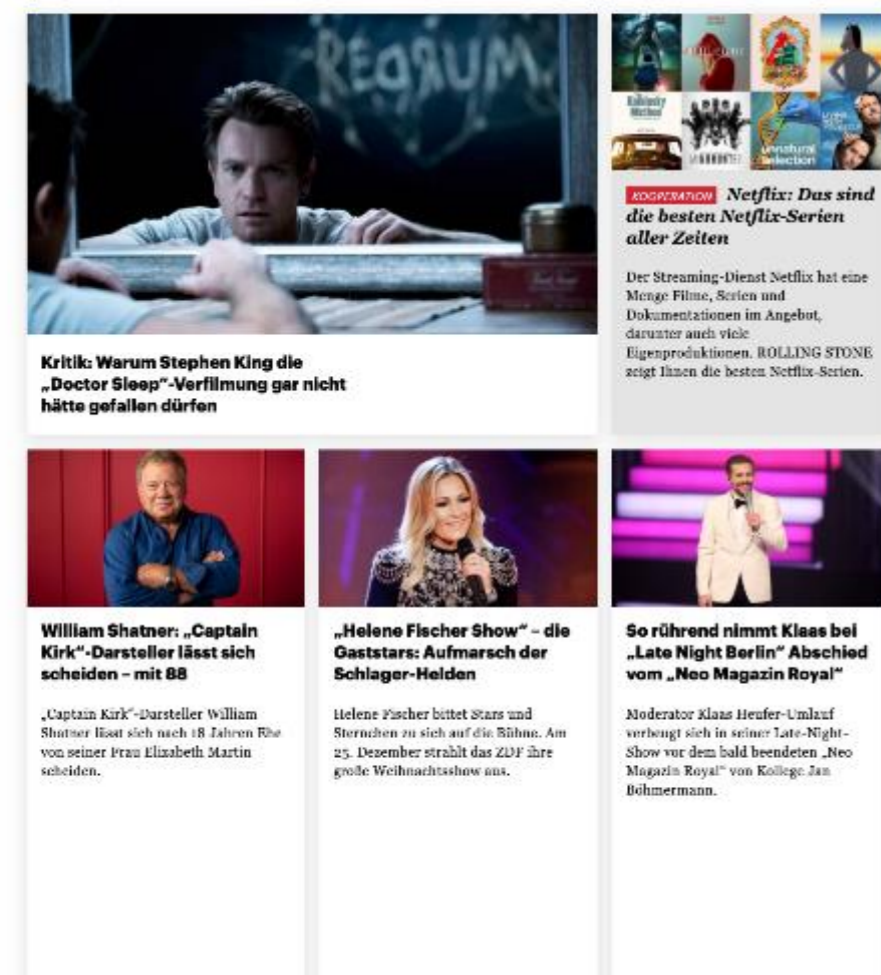 REDRUM
Kritik: Warum Stephen King die
„Doctor Sleep“-Verfilmung gar nicht
hätte gefallen dürfen
unnatural
selection
KOOPERATION Netflix: Das sind
die besten Netflix-Serien
aller Zeiten
Der Streaming-Dienst Netflix hat eine
Menge Filme, Serien und
Dokumentationen im Angebot,
darunter auch viele
Eigenproduktionen. ROLLING STONE
zeigt Ihnen die besten Netflix-Serien.
William Shatner: „Captain
Kirk“-Darsteller lässt sich
scheiden – mit 88
„Captain Kirk“-Darsteller William
Shatner lässt sich nach 18 Jahren Ehe
von seiner Frau Elizabeth Martin
scheiden.
„Helene Fischer Show“ – die
Gaststars: Aufmarsch der
Schlager-Helden
Helene Fischer bittet Stars und
Sternchen zu sich auf die Bühne. Am
25. Dezember strahlt das ZDF ihre
große Weihnachtsshow aus.
So rührend nimmt Klaas bei
„Late Night Berlin“ Abschied
vom „Neo Magazin Royal“
Moderator Klaas Heufer-Umlauf
verbeugt sich in seiner Late-Night-
Show vor dem bald beendeten „Neo
Magazin Royal“ von Kollege Jan
Böhmermann.